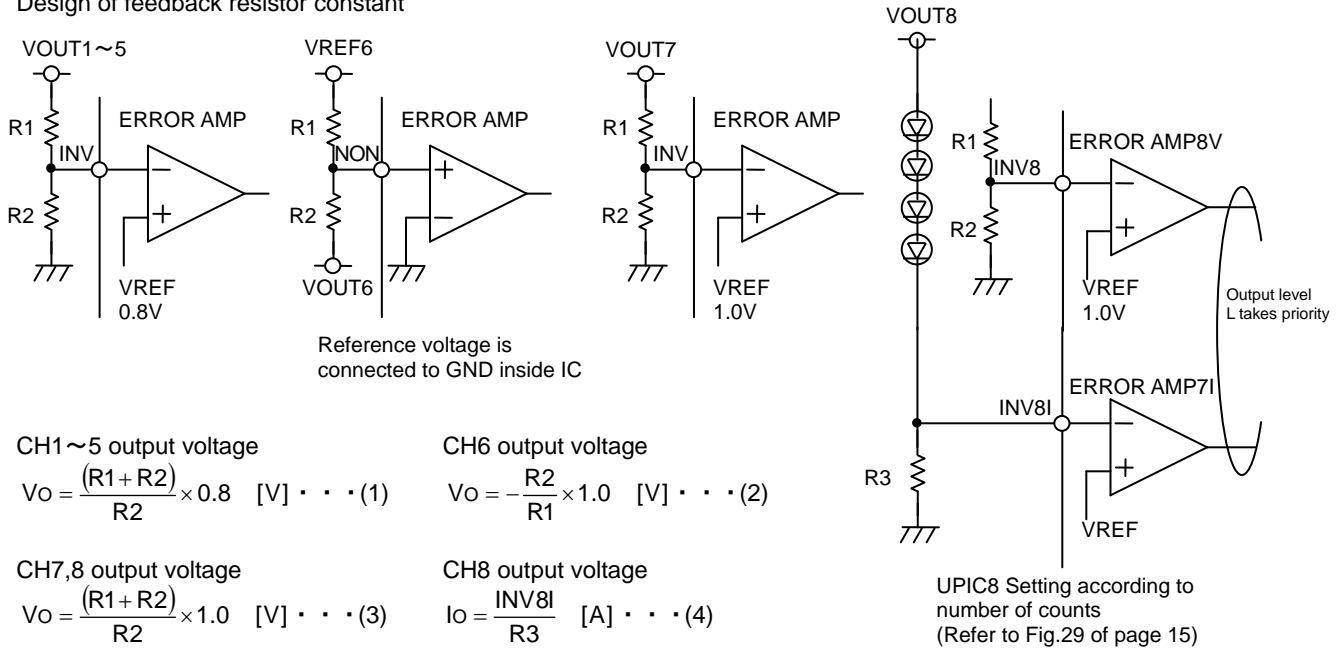 Design of feedback resistor constant
VOUT1～5
R1
INV
R2
ERROR AMP
VREF
0.8V
VREF6
R1
NON
R2
VOUT6
ERROR AMP
Reference voltage is
connected to GND inside IC
VOUT7
R1
INV
R2
ERROR AMP
VREF
1.0V
VOUT8
R1
INV8
R2
ERROR AMP8V
VREF
1.0V
Output level
L takes priority
ERROR AMP7I
INV8I
R3
VREF
UPIC8 Setting according to
number of counts
(Refer to Fig.29 of page 15)
CH1～5 output voltage
VO = (R1+R2)/R2 × 0.8 [V]・・・(1)
CH6 output voltage
VO = −R2/R1 × 1.0 [V]・・・(2)
CH7,8 output voltage
VO = (R1+R2)/R2 × 1.0 [V]・・・(3)
CH8 output voltage
IO = INV8I/R3 [A]・・・(4)